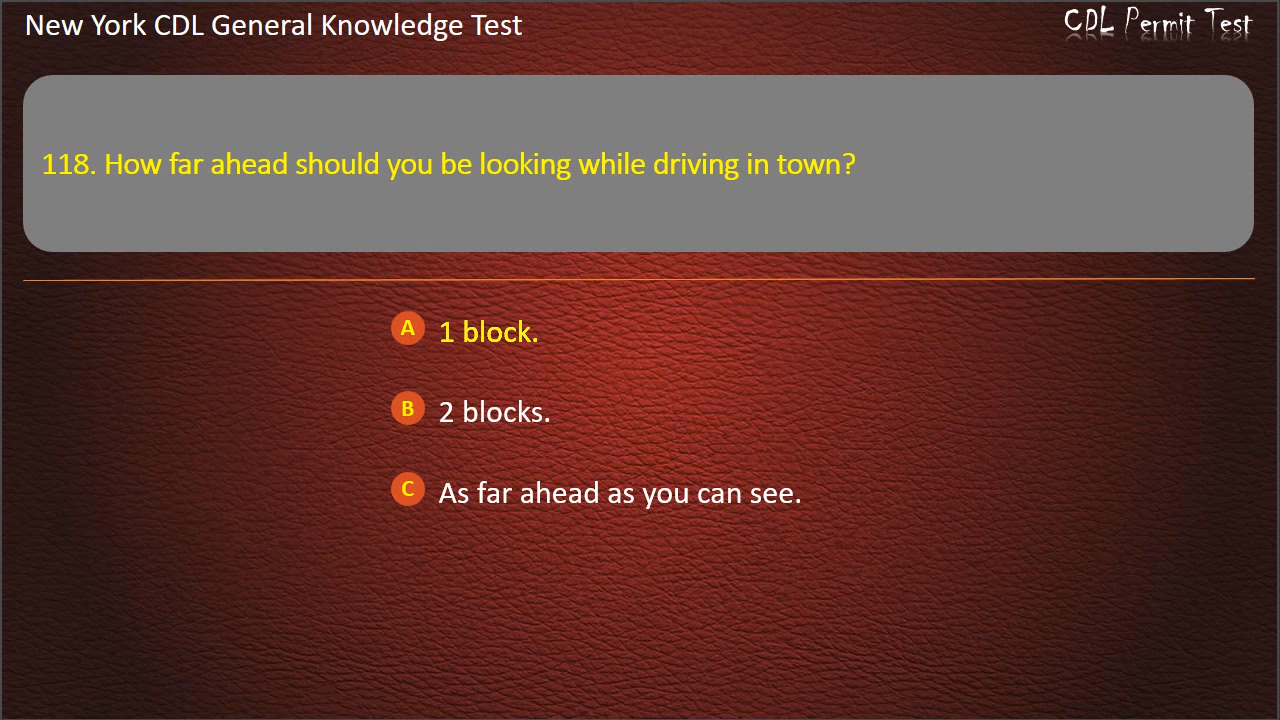 New York CDL General Knowledge Test
CDL Permit Test
118. How far ahead should you be looking while driving in town?
A 1 block.
B 2 blocks.
C As far ahead as you can see.